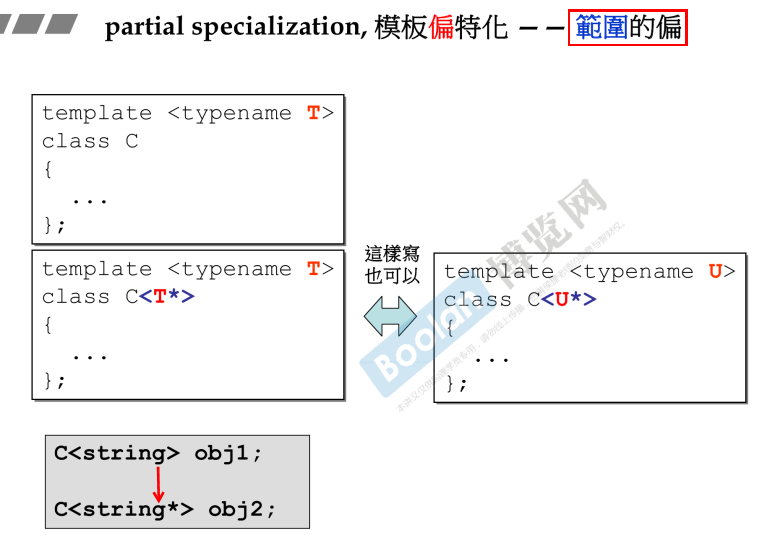 partial specialization, 模板偏特化 —— 範圍的偏
template <typename T>
class C
{
...
};
template <typename T>
class C<T*>
{
...
};
這樣寫
也可以
template <typename U>
class C<U*>
{
...
};
C<string> obj1;
C<string*> obj2;
Boolan 博览网